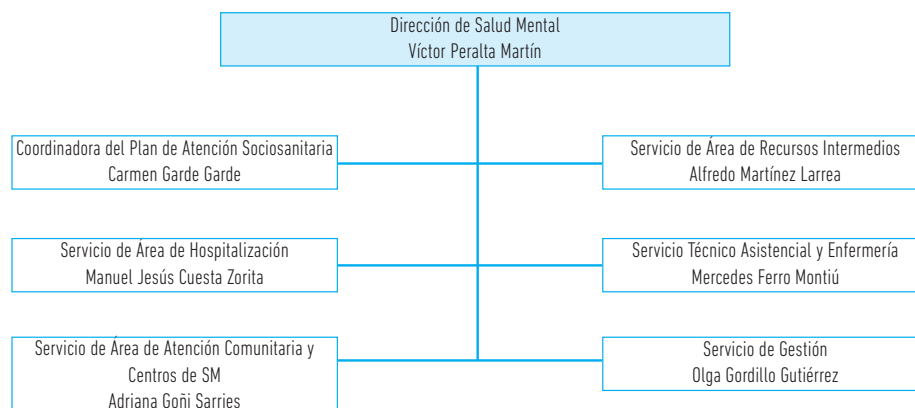 Dirección de Salud Mental
Víctor Peralta Martín
Coordinadora del Plan de Atención Sociosanitaria
Carmen Garde Garde
Servicio de Área de Recursos Intermedios
Alfredo Martínez Larrea
Servicio de Área de Hospitalización
Manuel Jesús Cuesta Zorita
Servicio Técnico Asistencial y Enfermería
Mercedes Ferro Montiú
Servicio de Área de Atención Comunitaria y
Centros de SM
Adriana Goñi Sarries
Servicio de Gestión
Olga Gordillo Gutiérrez